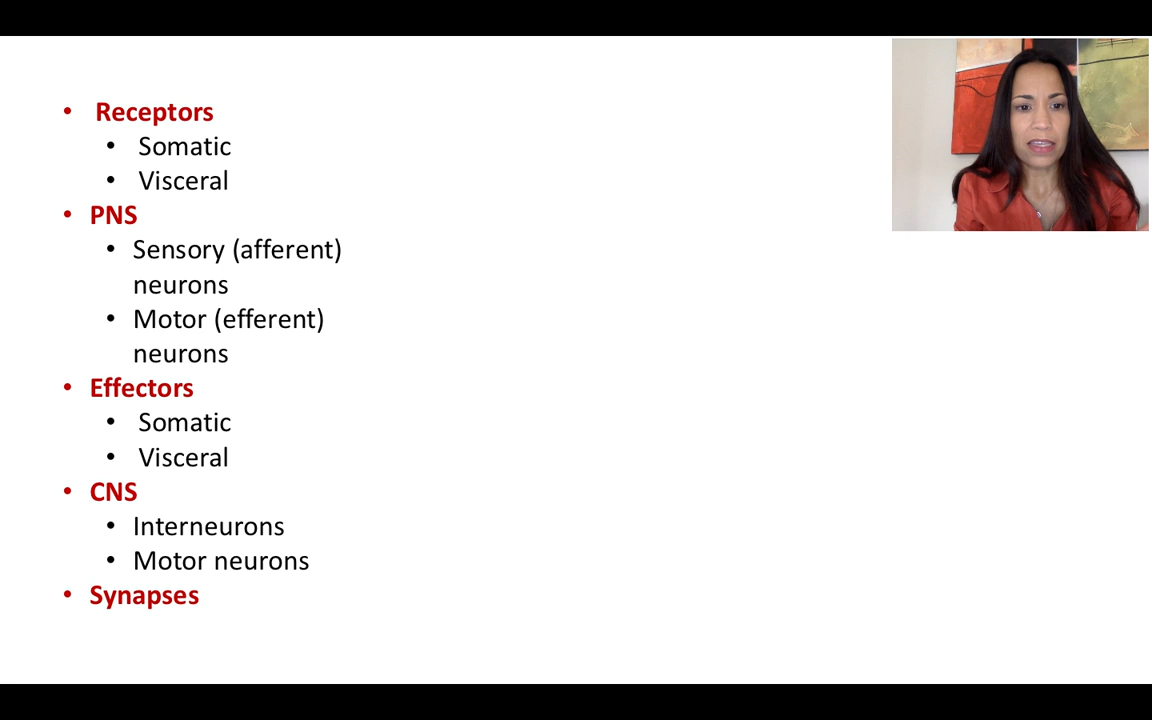 • Receptors
• Somatic
• Visceral
• PNS
• Sensory (afferent)
neurons
• Motor (efferent)
neurons
• Effectors
• Somatic
• Visceral
• CNS
• Interneurons
• Motor neurons
• Synapses